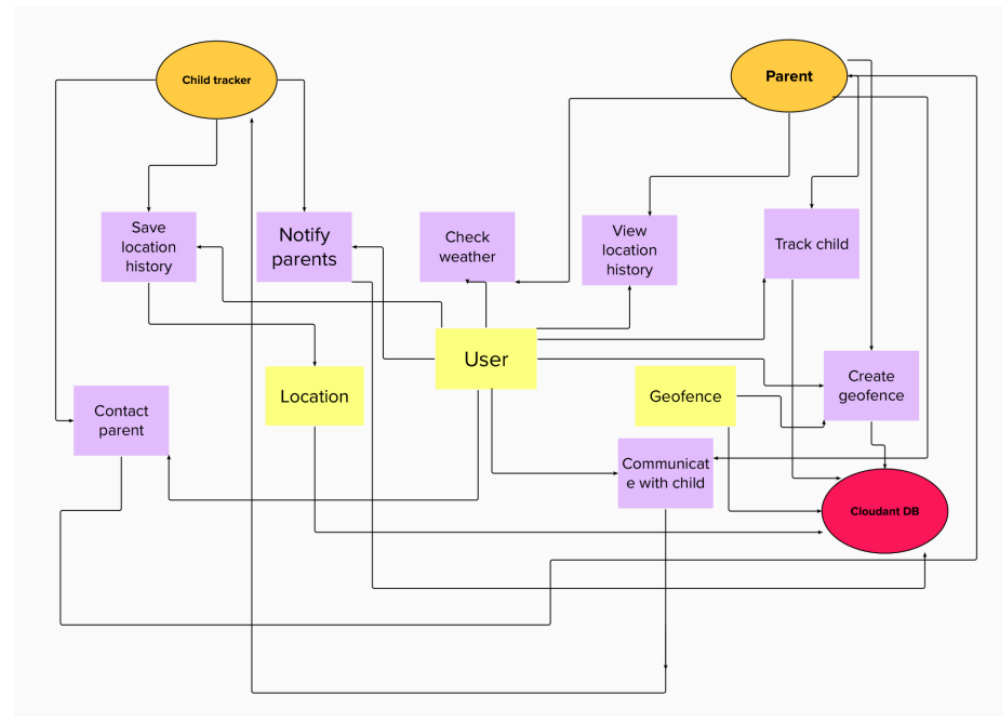 Child tracker
Parent
Save
location
history
Notify
parents
Check
weather
View
location
history
Track child
User
Location
Geofence
Create
geofence
Contact
parent
Communicat
e with child
Cloudant DB